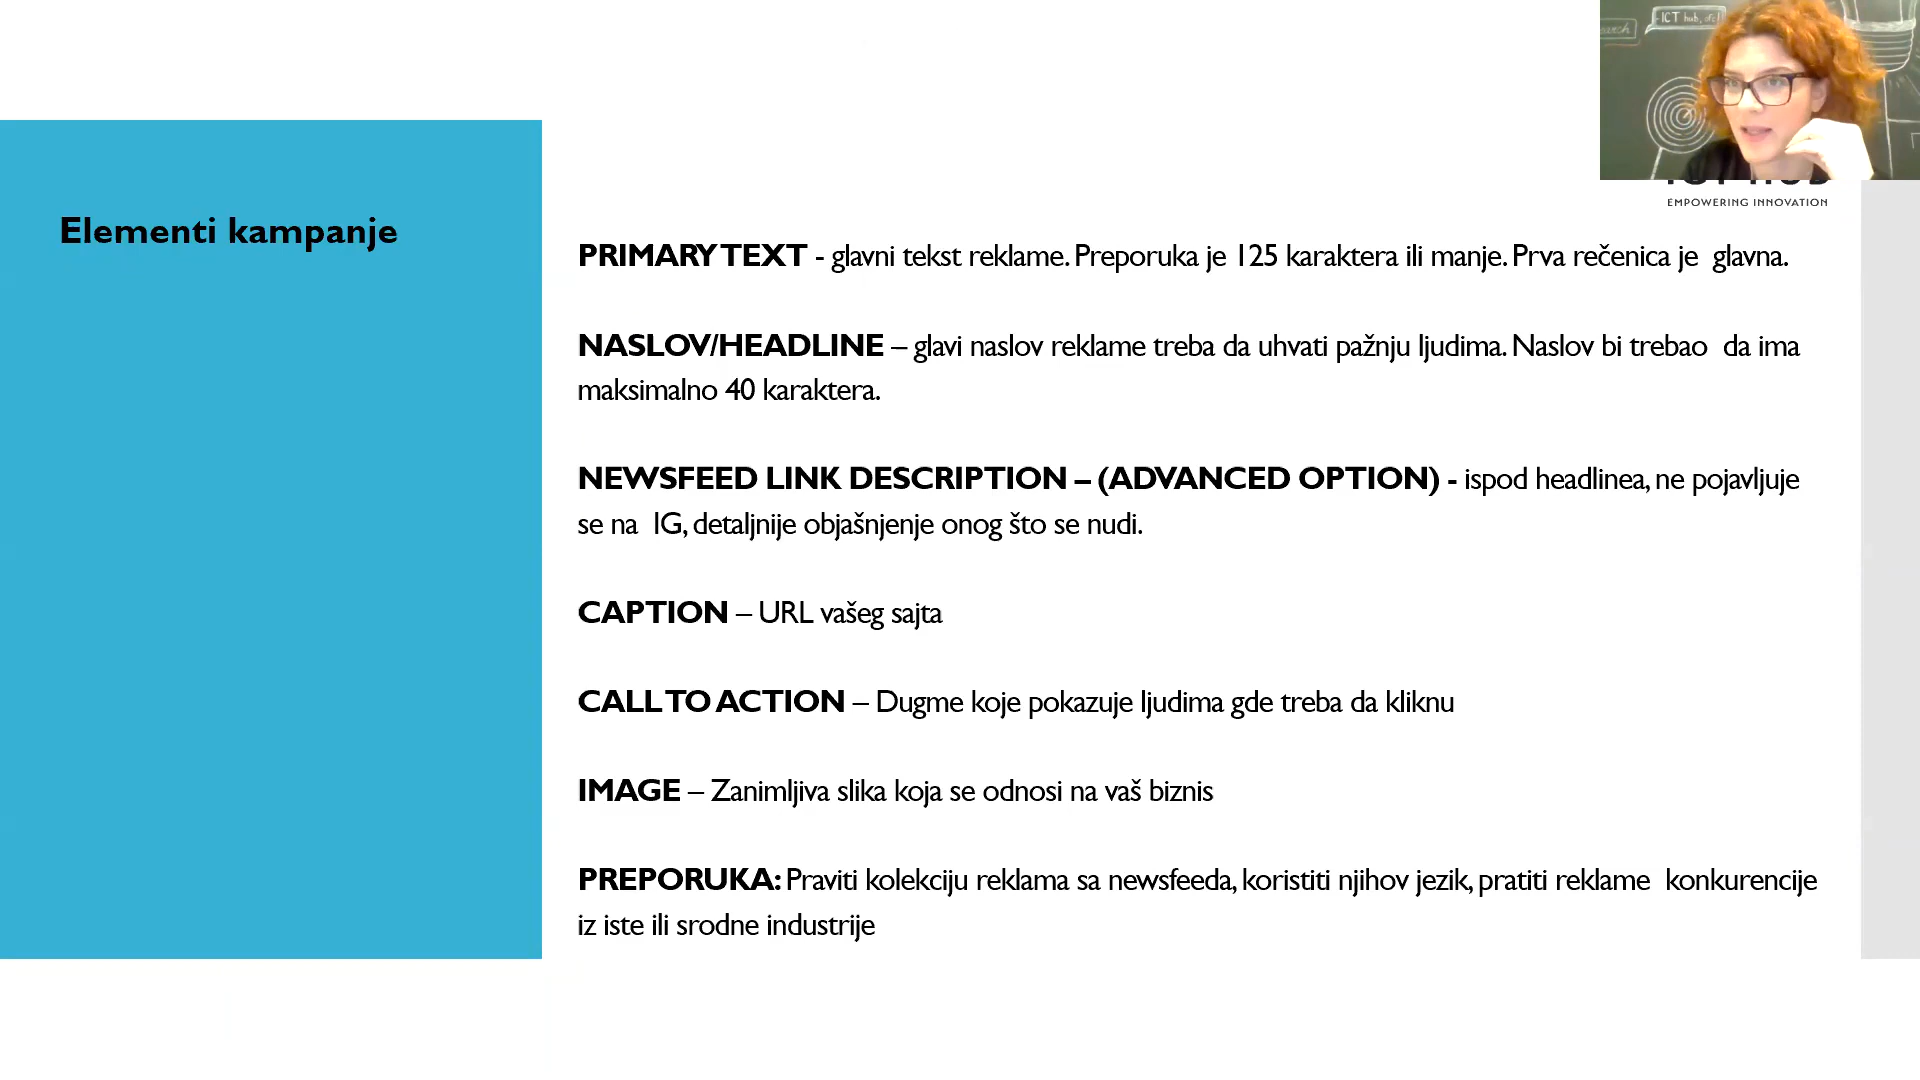 ICT hub, of
EMPOWERING INNOVATION
Elementi kampanje
PRIMARY TEXT - glavni tekst reklame. Preporuka je 125 karaktera ili manje. Prva rečenica je glavna.
NASLOV/HEADLINE – glavi naslov reklame treba da uhvati pažnju ljudima. Naslov bi trebao da ima
maksimalno 40 karaktera.
NEWSFEED LINK DESCRIPTION – (ADVANCED OPTION) - ispod headlinea, ne pojavljuje
se na IG, detaljnije objašnjenje onog što se nudi.
CAPTION – URL vašeg sajta
CALL TO ACTION – Dugme koje pokazuje ljudima gde treba da kliknu
IMAGE – Zanimljiva slika koja se odnosi na vaš biznis
PREPORUKA: Praviti kolekciju reklama sa newsfeeda, koristiti njihov jezik, pratiti reklame konkurencije
iz iste ili srodne industrije